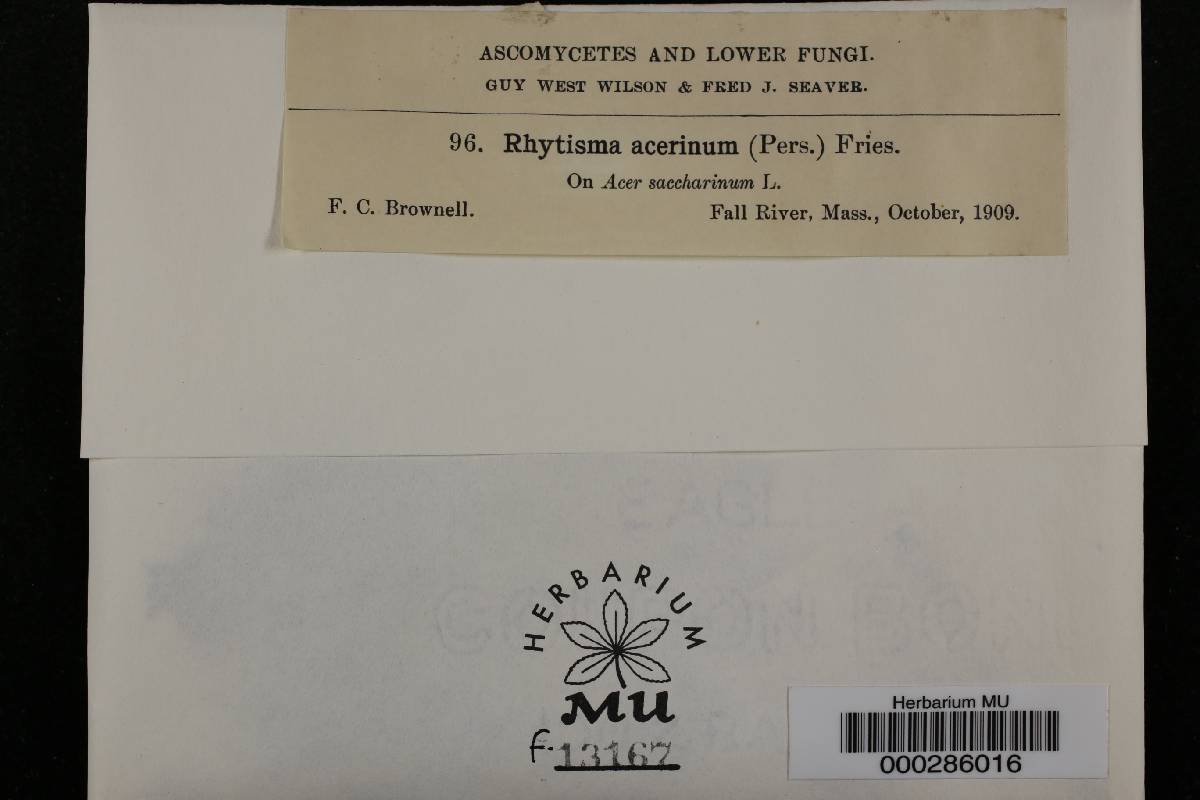 ASCOMYCETES AND LOWER FUNGI.
GUY WEST WILSON & FRED J. SEAVER.
96. Rhytisma acerinum (Pers.) Fries.
On Acer saccharinum L.
F. C. Brownell. Fall River, Mass., October, 1909.
HERBARIUM
MU
f. 13167
Herbarium MU
000286016